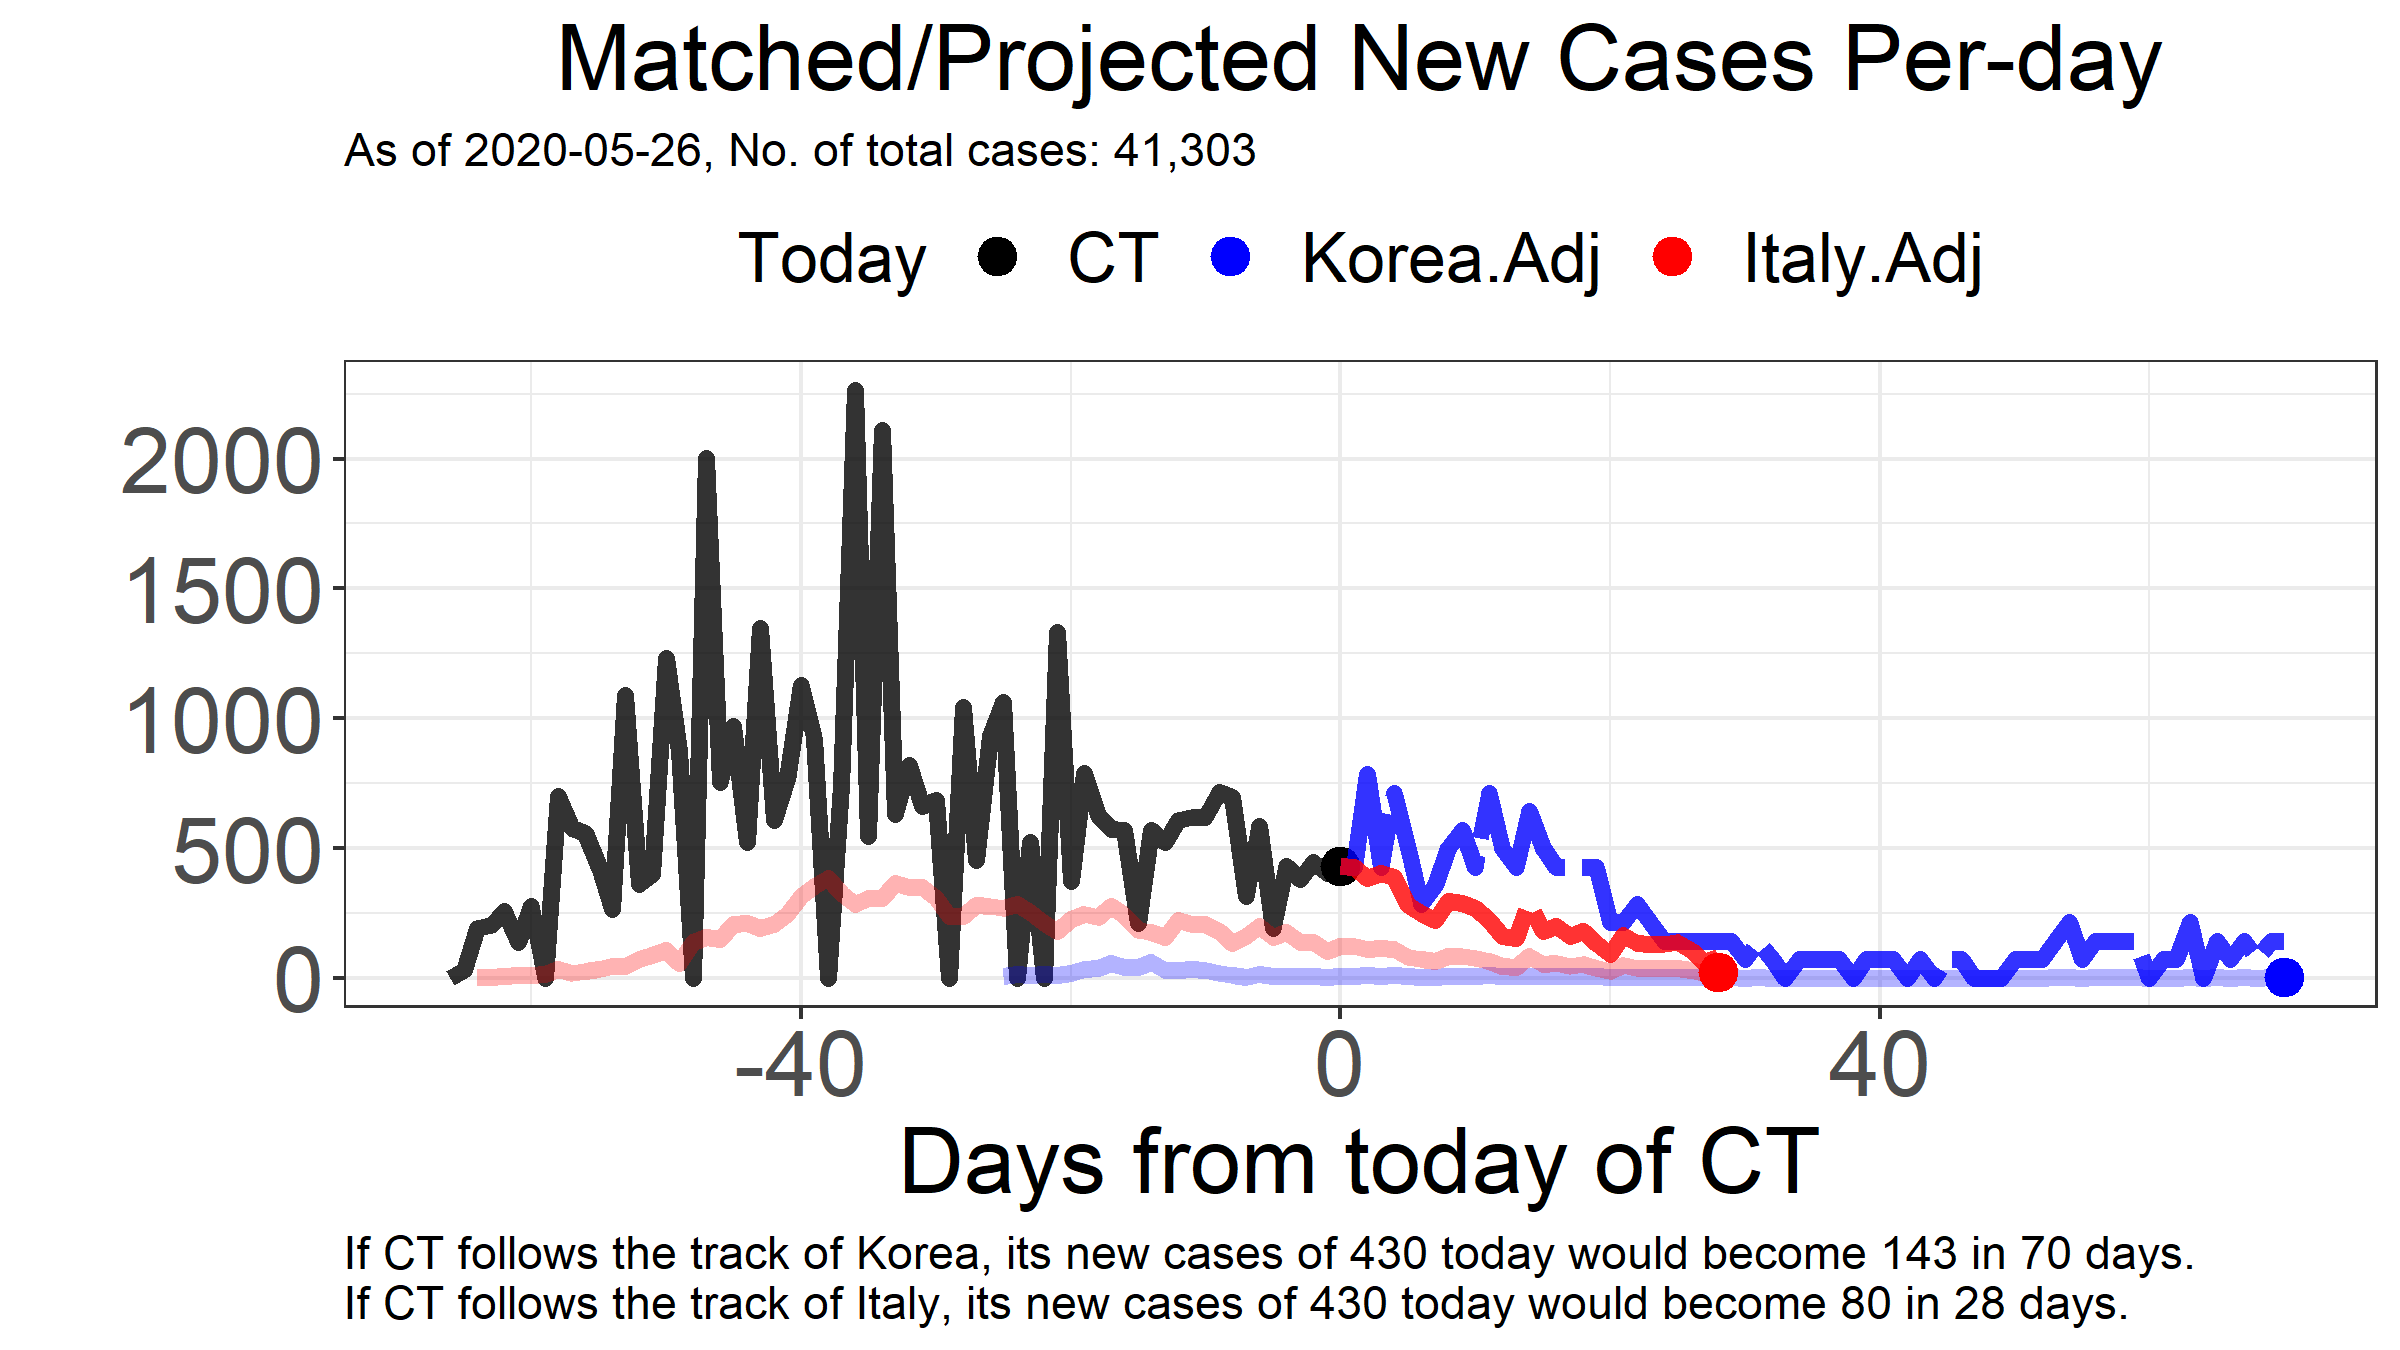 Matched/Projected New Cases Per-day
As of 2020-05-26, No. of total cases: 41,303
Today CT Korea.Adj Italy.Adj
2000
1500
1000
500
0
-40 0 40
Days from today of CT
If CT follows the track of Korea, its new cases of 430 today would become 143 in 70 days.
If CT follows the track of Italy, its new cases of 430 today would become 80 in 28 days.